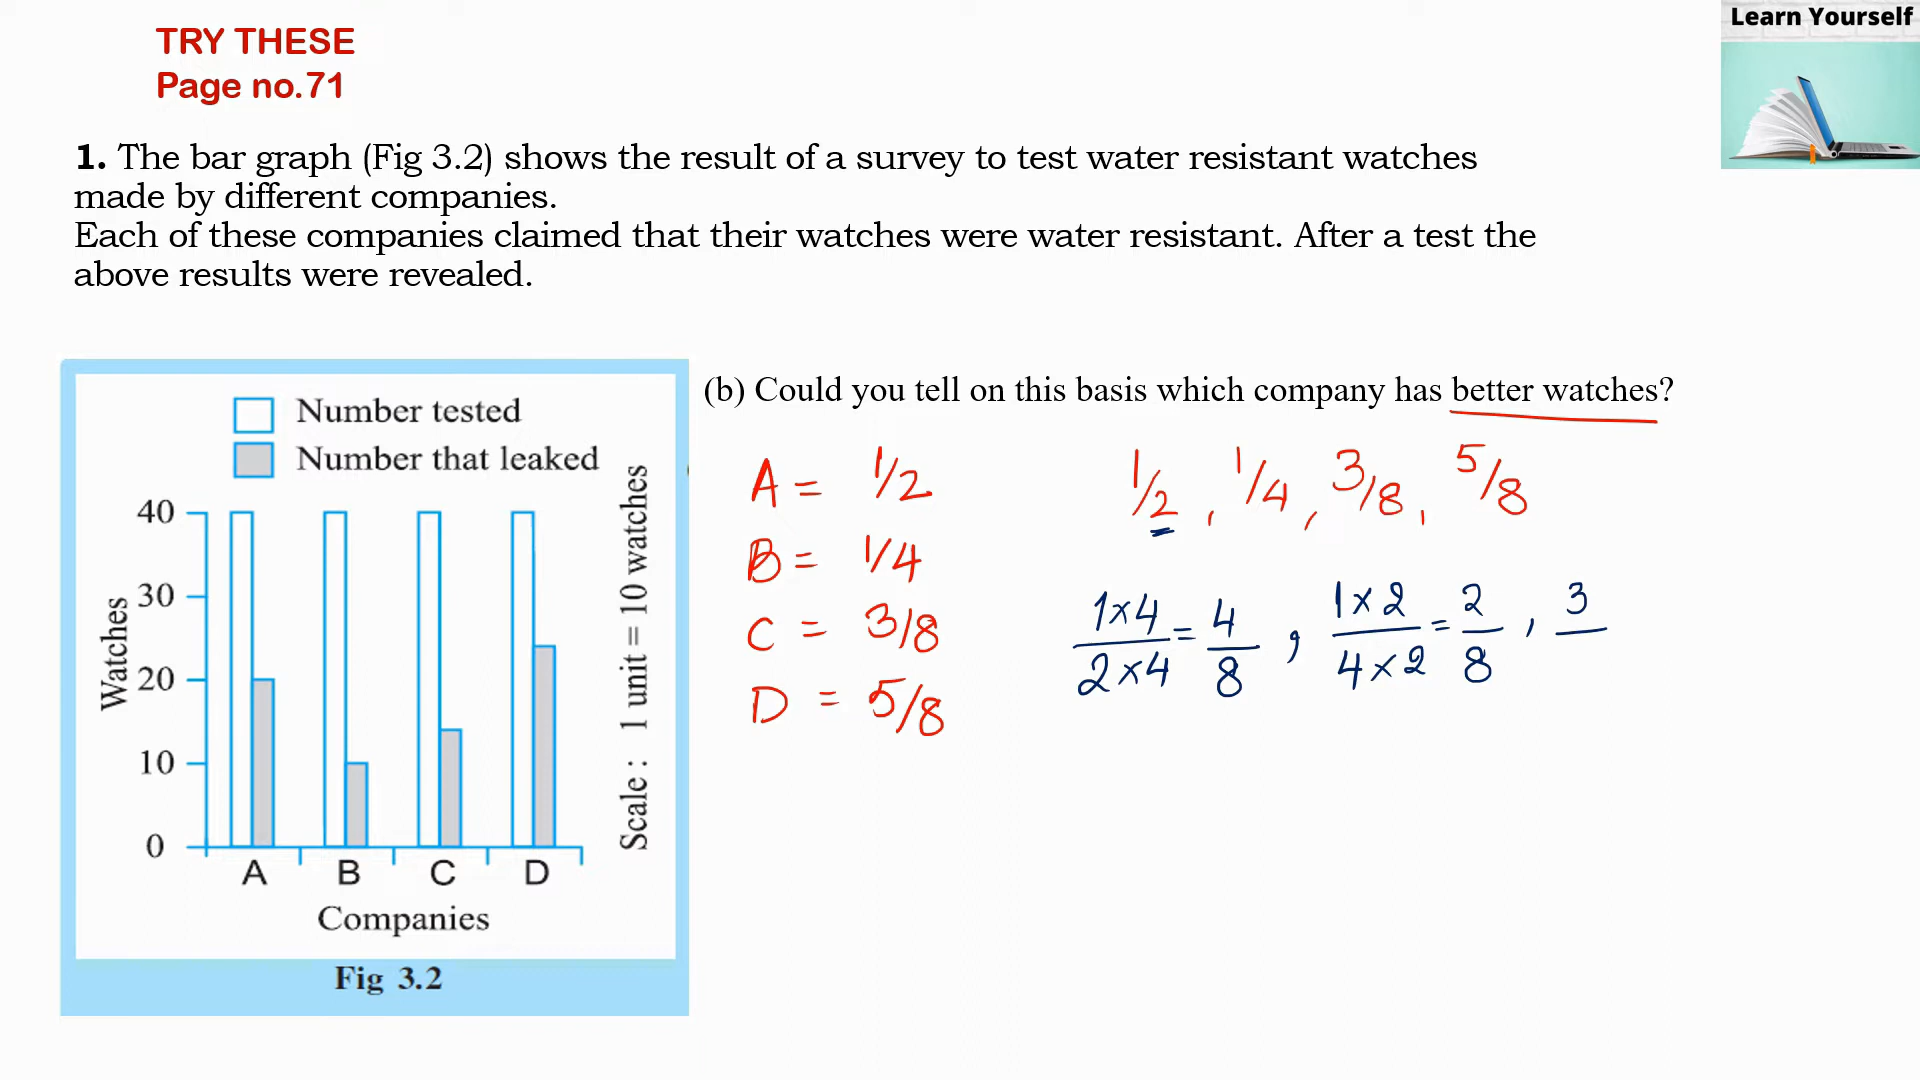 Learn Yourself
TRY THESE
Page no.71
1. The bar graph (Fig 3.2) shows the result of a survey to test water resistant watches
made by different companies.
Each of these companies claimed that their watches were water resistant. After a test the
above results were revealed.
(b) Could you tell on this basis which company has better watches?
Number tested
Number that leaked
40
30
20
10
0
Watches
A B C D
Companies
Scale : 1 unit = 10 watches
Fig 3.2
A = 1/2
B = 1/4
C = 3/8
D = 5/8
1/2 , 1/4 , 3/8 , 5/8
1×4/2×4 = 4/8 , 1×2/4×2 = 2/8 , 3